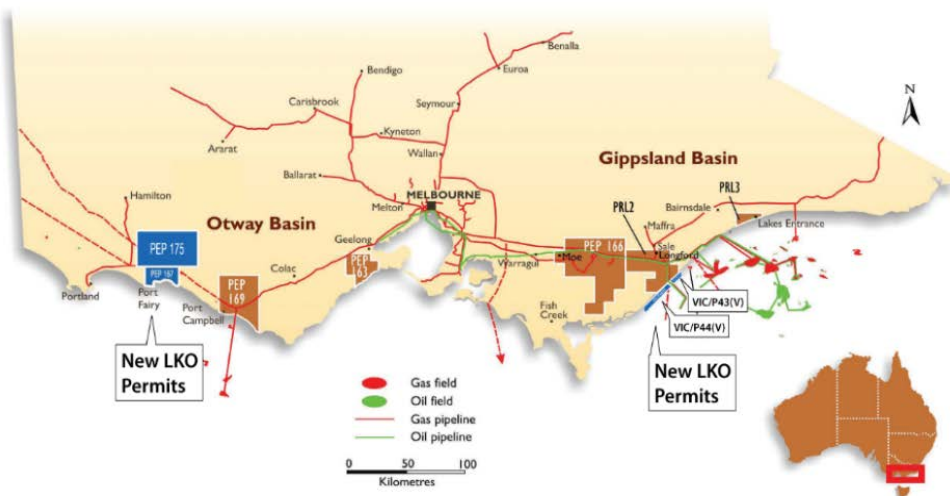 Benalla
Euroa
Bendigo
Carisbrook
Seymour
N
Kyneton
Ararat
Wallan
Gippsland Basin
Ballarat
MELBOURNE
PRL3
Hamilton
Melton
PRL2
Bairnsdale
Otway Basin
Maffra
Lakes Entrance
Geelong
PEP 175
PEP 166
Sale
Longford
PEP
163
Warragul
Moe
Colac
PEP 167
PEP
169
Portland
Port
Fairy
Fish
Creek
VIC/P43(V)
Port
Campbell
VIC/P44(V)
New LKO
Permits
New LKO
Permits
Gas field
Oil field
Gas pipeline
Oil pipeline
0 50 100
Kilometres